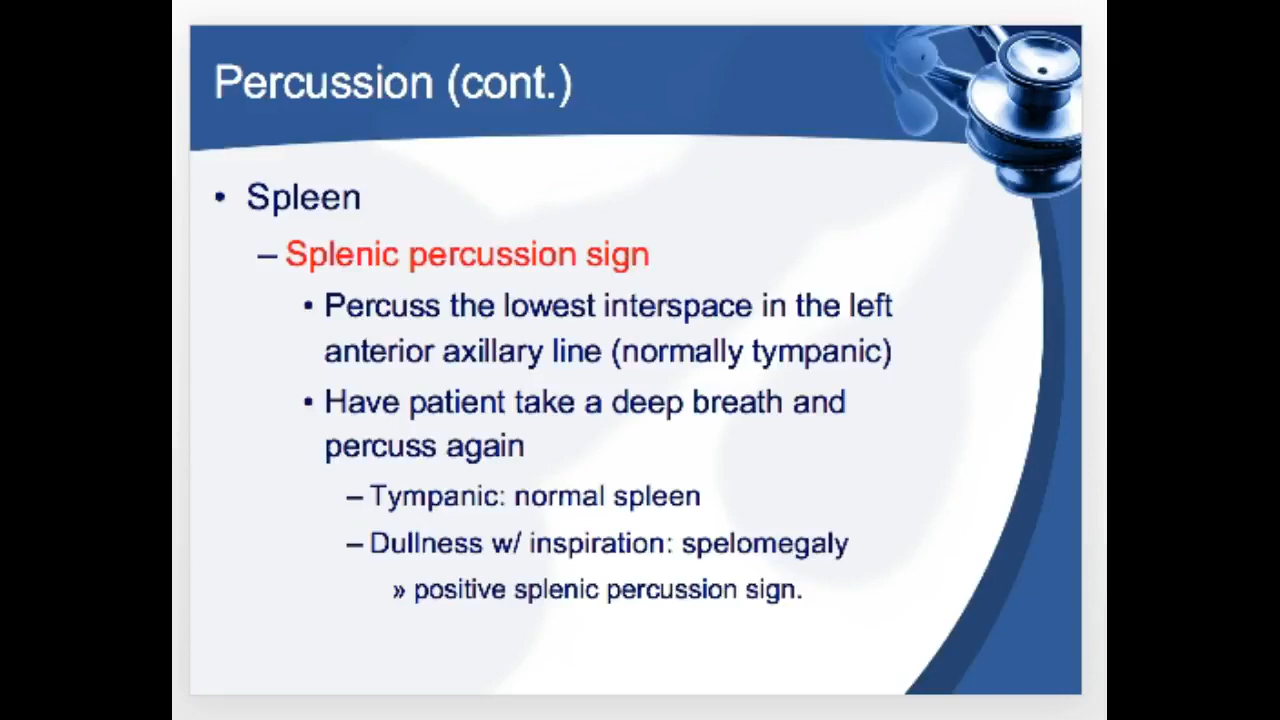 Percussion (cont.)
• Spleen
– Splenic percussion sign
• Percuss the lowest interspace in the left
anterior axillary line (normally tympanic)
• Have patient take a deep breath and
percuss again
– Tympanic: normal spleen
– Dullness w/ inspiration: spelomegaly
» positive splenic percussion sign.